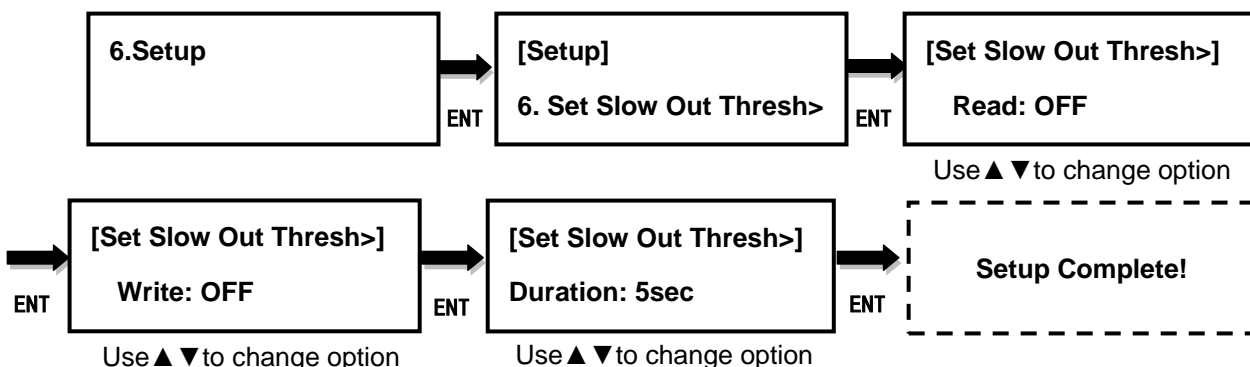 6.Setup
[Setup]
6. Set Slow Out Thresh>
[Set Slow Out Thresh>]
Read: OFF
ENT
ENT
Use▲▼to change option
[Set Slow Out Thresh>]
Write: OFF
[Set Slow Out Thresh>]
Duration: 5sec
Setup Complete!
ENT
ENT
ENT
Use▲▼to change option
Use▲▼to change option